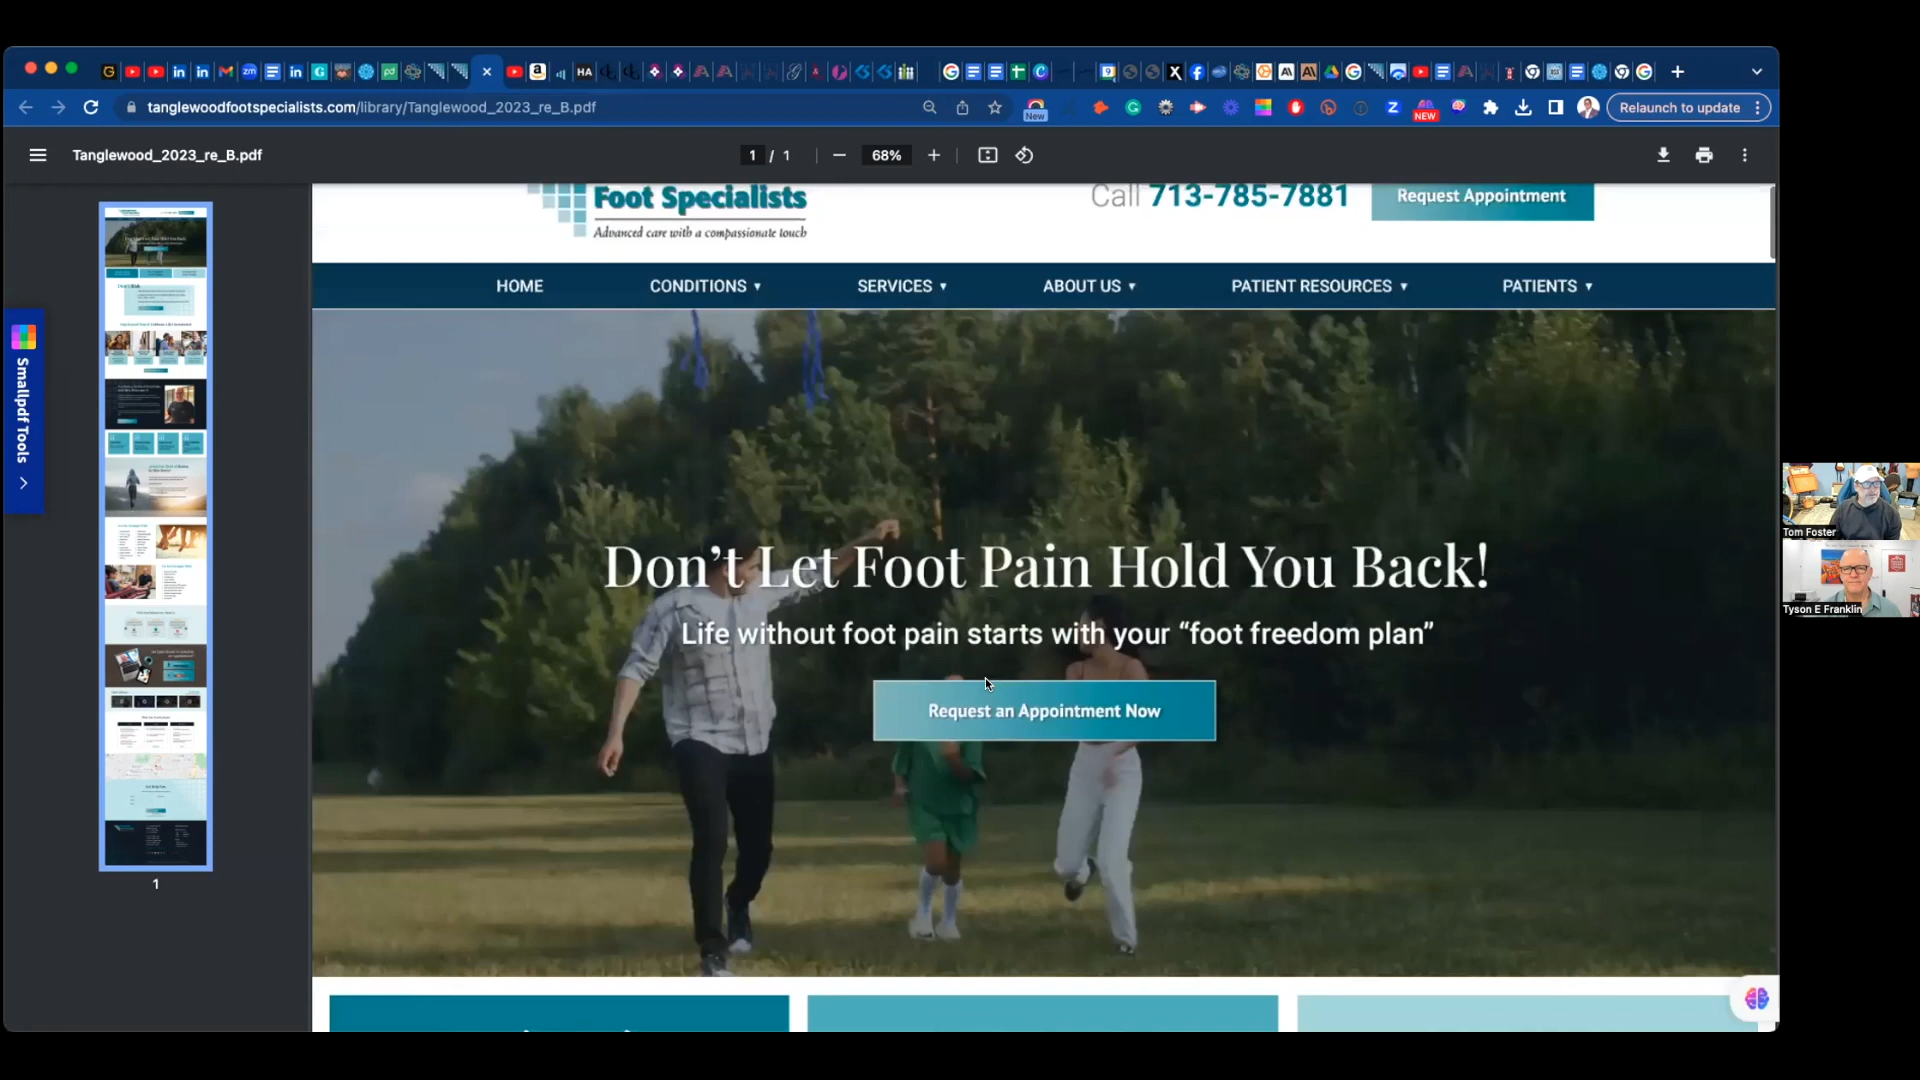 tanglewoodfootspecialists.com/library/Tanglewood_2023_re_B.pdf
New
NEW
Relaunch to update
Tanglewood_2023_re_B.pdf
1 / 1
68%
Foot Specialists
Advanced care with a compassionate touch
Call 713-785-7881
Request Appointment
HOME
CONDITIONS
SERVICES
ABOUT US
PATIENT RESOURCES
PATIENTS
Smallpdf Tools
Don't Let Foot Pain Hold You Back!
Life without foot pain starts with your “foot freedom plan”
Request an Appointment Now
1
Tom Foster
Tyson E Franklin